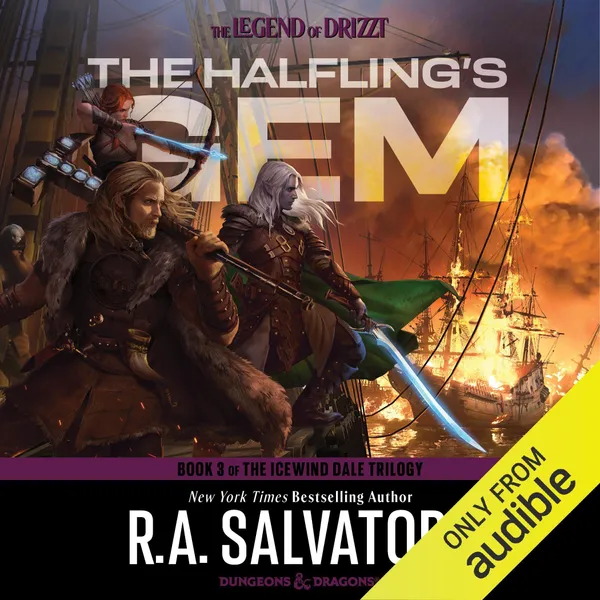 THE LEGEND OF DRIZZT
THE HALFLING'S
GEM
BOOK 3 OF THE ICEWIND DALE TRILOGY
New York Times Bestselling Author
R.A. SALVATOR
DUNGEONS & DRAGONS
ONLY FROM
audible